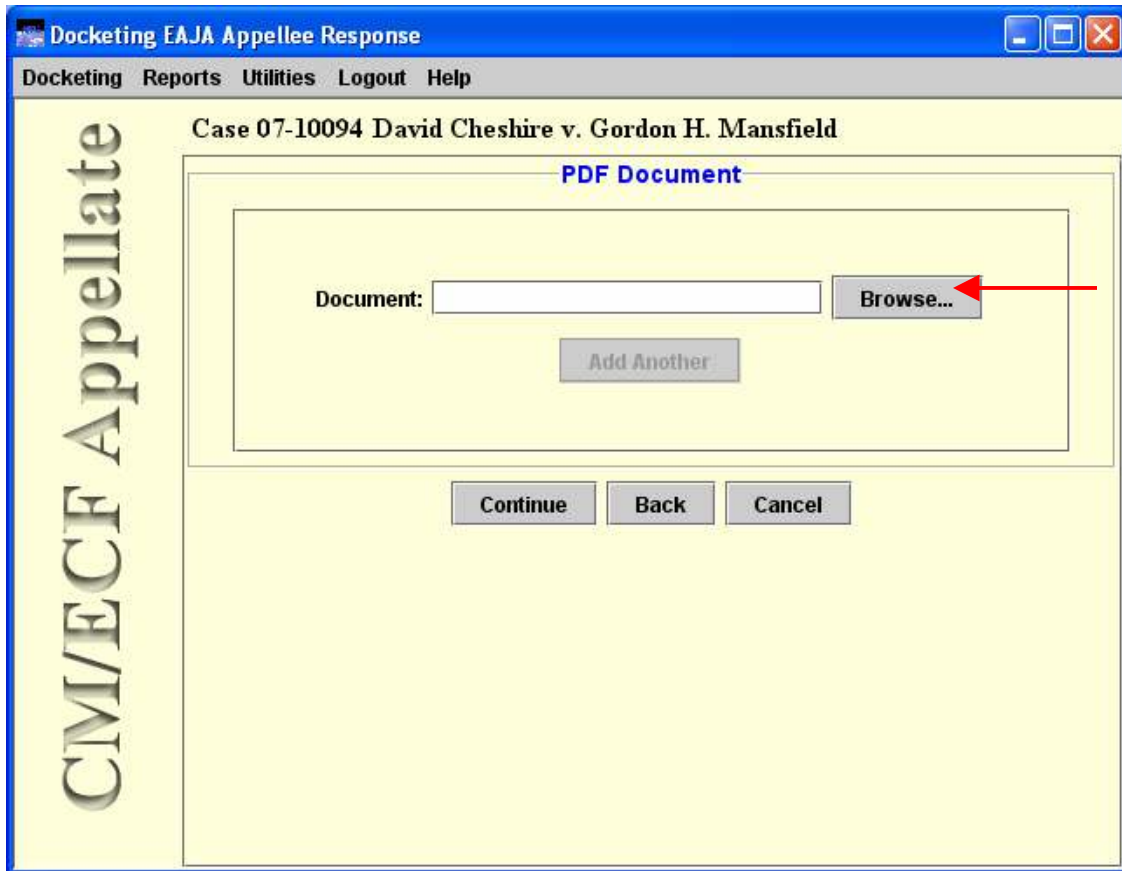 Docketing EAJA Appellee Response
Docketing Reports Utilities Logout Help
CM/ECF Appellate
Case 07-10094 David Cheshire v. Gordon H. Mansfield
PDF Document
Document: Browse...
Add Another
Continue Back Cancel